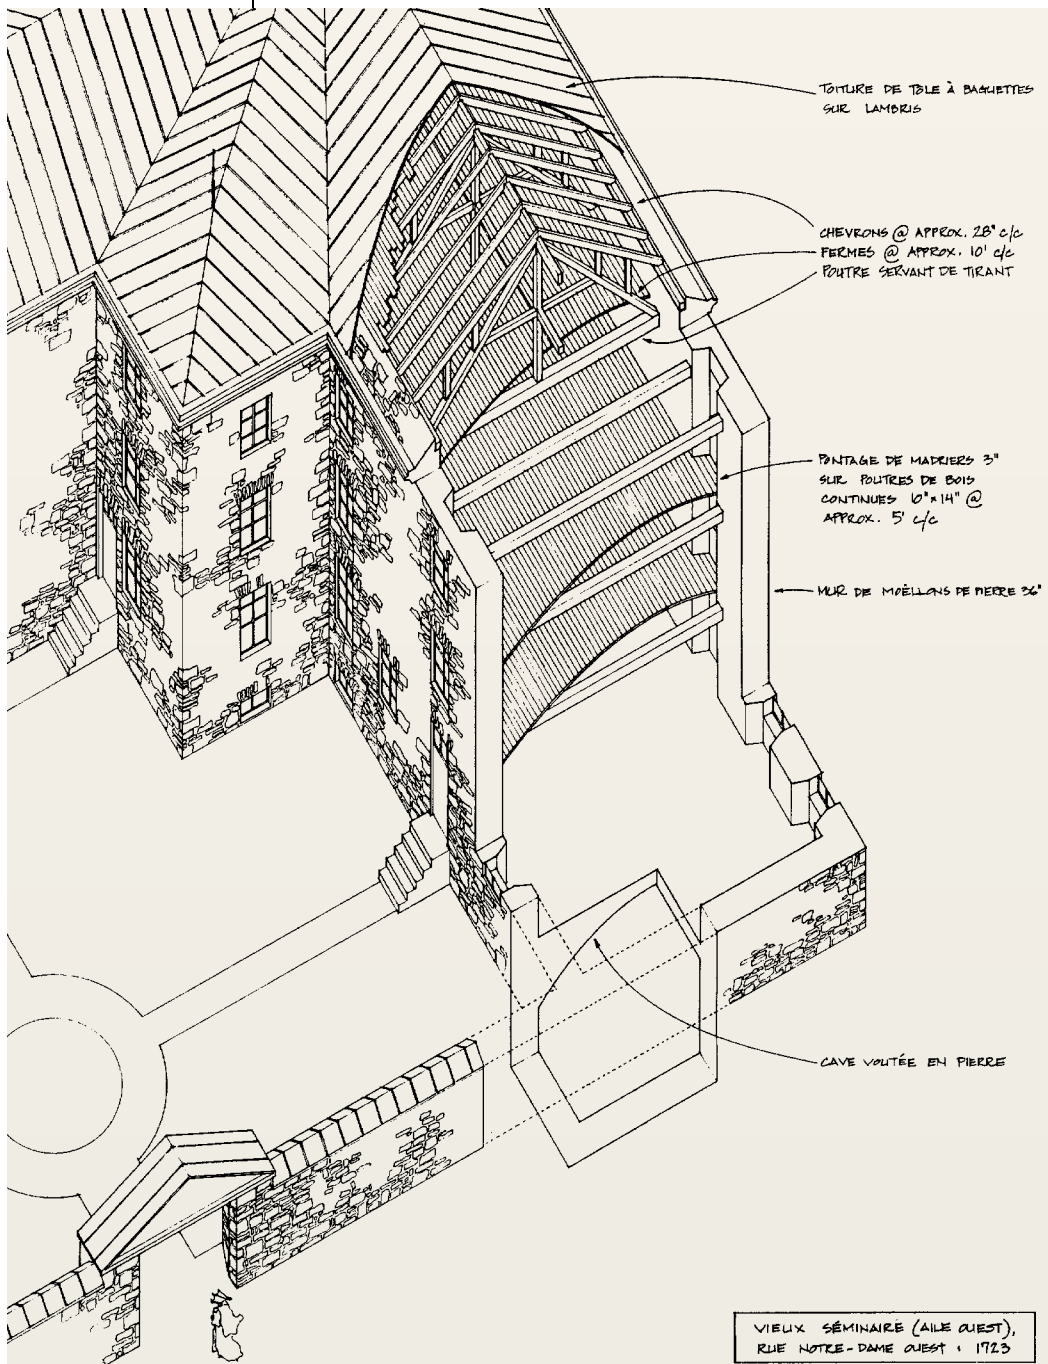 TOITURE DE TÔLE À BAGUETTES
SUR LAMBRIS
CHEVRONS @ APPROX. 28" c/c
FERMES @ APPROX. 10' c/c
POUTRE SERVANT DE TIRANT
PONTAGE DE MADRIERS 3"
SUR POUTRES DE BOIS
CONTINUES 10"×14" @
APPROX. 5' c/c
MUR DE MOËLLONS DE PIERRE 36"
CAVE VOUTÉE EN PIERRE
VIEUX SÉMINAIRE (AILE OUEST),
RUE NOTRE-DAME OUEST : 1723